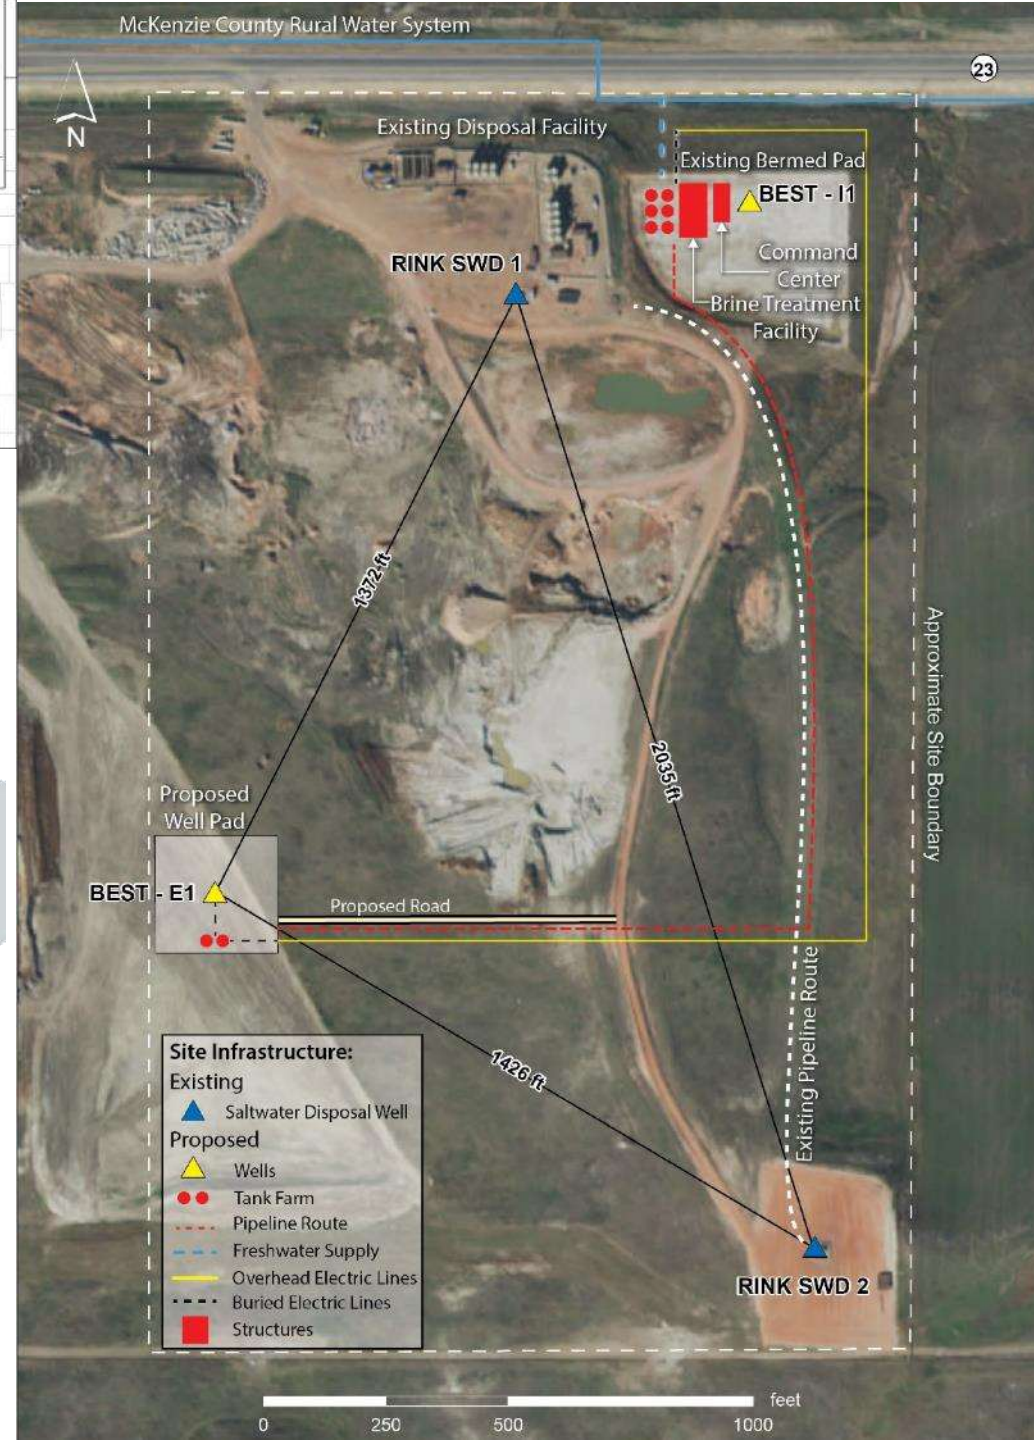 McKenzie County Rural Water System
23
N
Existing Disposal Facility
Existing Bermed Pad
BEST - I1
RINK SWD 1
Command
Center
Brine Treatment
Facility
1372 ft
Approximate Site Boundary
2035 ft
Proposed
Well Pad
BEST - E1
Proposed Road
Existing Pipeline Route
1426 ft
Site Infrastructure:
Existing
Saltwater Disposal Well
Proposed
Wells
Tank Farm
Pipeline Route
Freshwater Supply
Overhead Electric Lines
Buried Electric Lines
Structures
RINK SWD 2
feet
0 250 500 1000